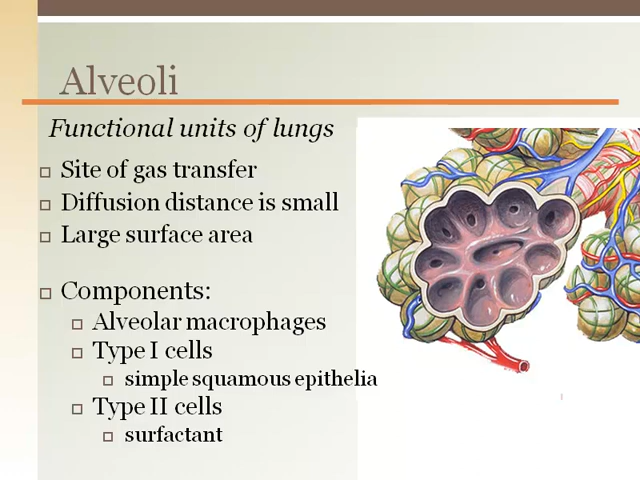 Alveoli
Functional units of lungs
Site of gas transfer
Diffusion distance is small
Large surface area
Components:
Alveolar macrophages
Type I cells
simple squamous epithelia
Type II cells
surfactant